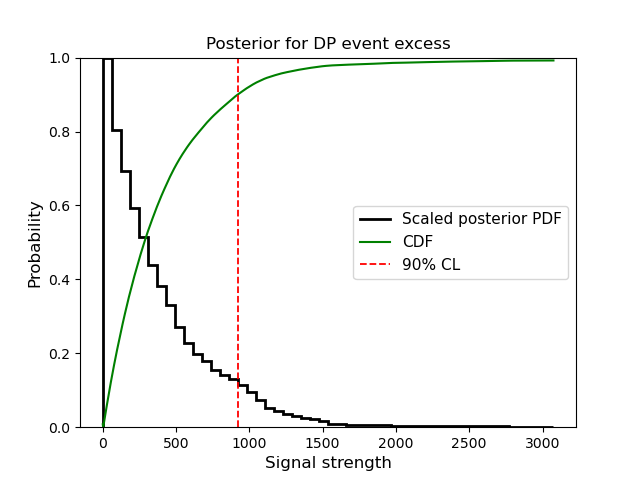 Posterior for DP event excess
1.0
0.8
0.6
0.4
0.2
0.0
Probability
Scaled posterior PDF
CDF
90% CL
0 500 1000 1500 2000 2500 3000
Signal strength